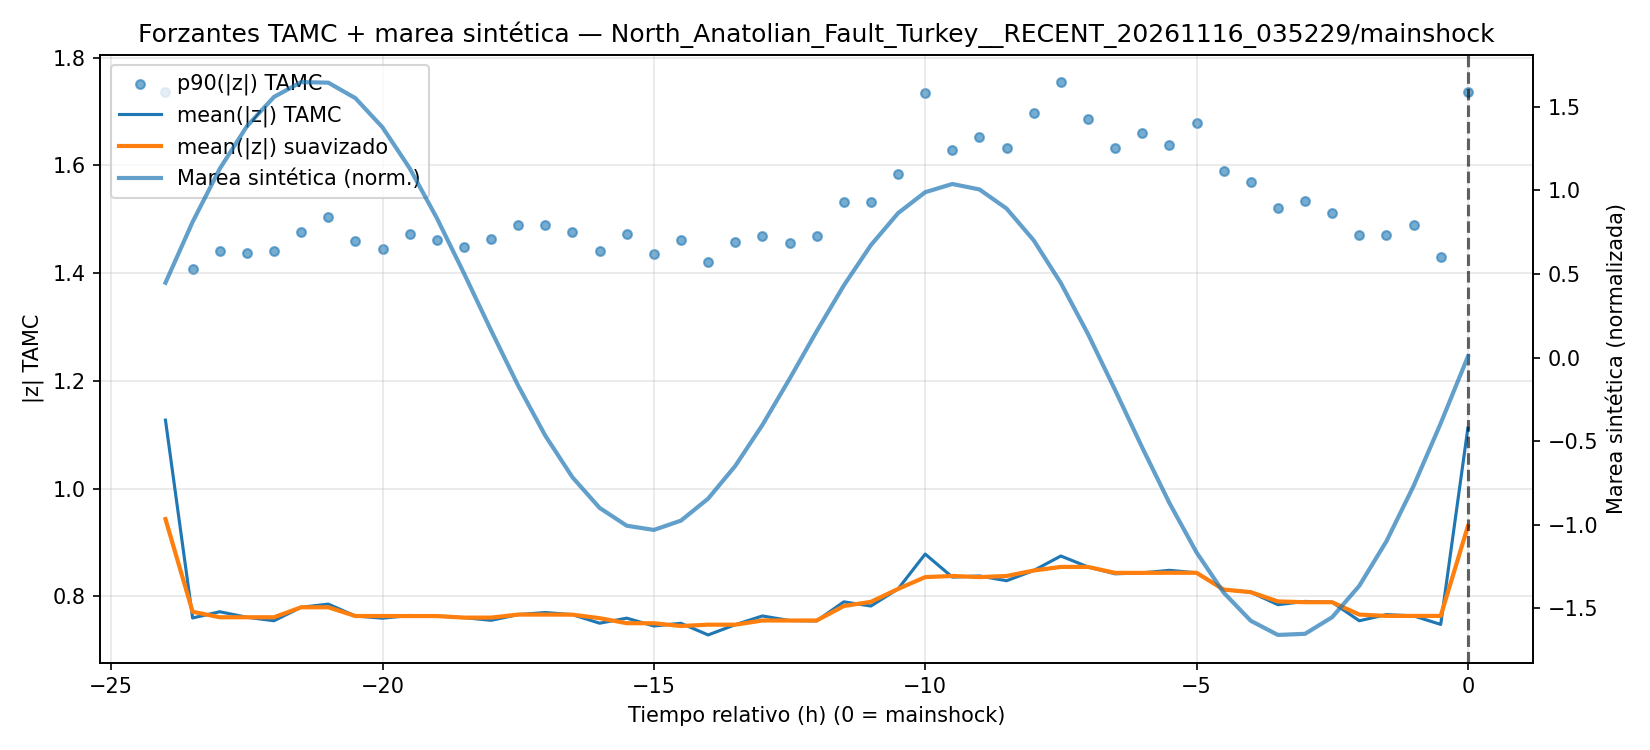 Forzantes TAMC + marea sintética — North_Anatolian_Fault_Turkey__RECENT_20261116_035229/mainshock
p90(|z|) TAMC
mean(|z|) TAMC
mean(|z|) suavizado
Marea sintética (norm.)
|z| TAMC
1.8
1.6
1.4
1.2
1.0
0.8
1.5
1.0
0.5
0.0
−0.5
−1.0
−1.5
Marea sintética (normalizada)
−25
−20
−15
−10
−5
0
Tiempo relativo (h) (0 = mainshock)